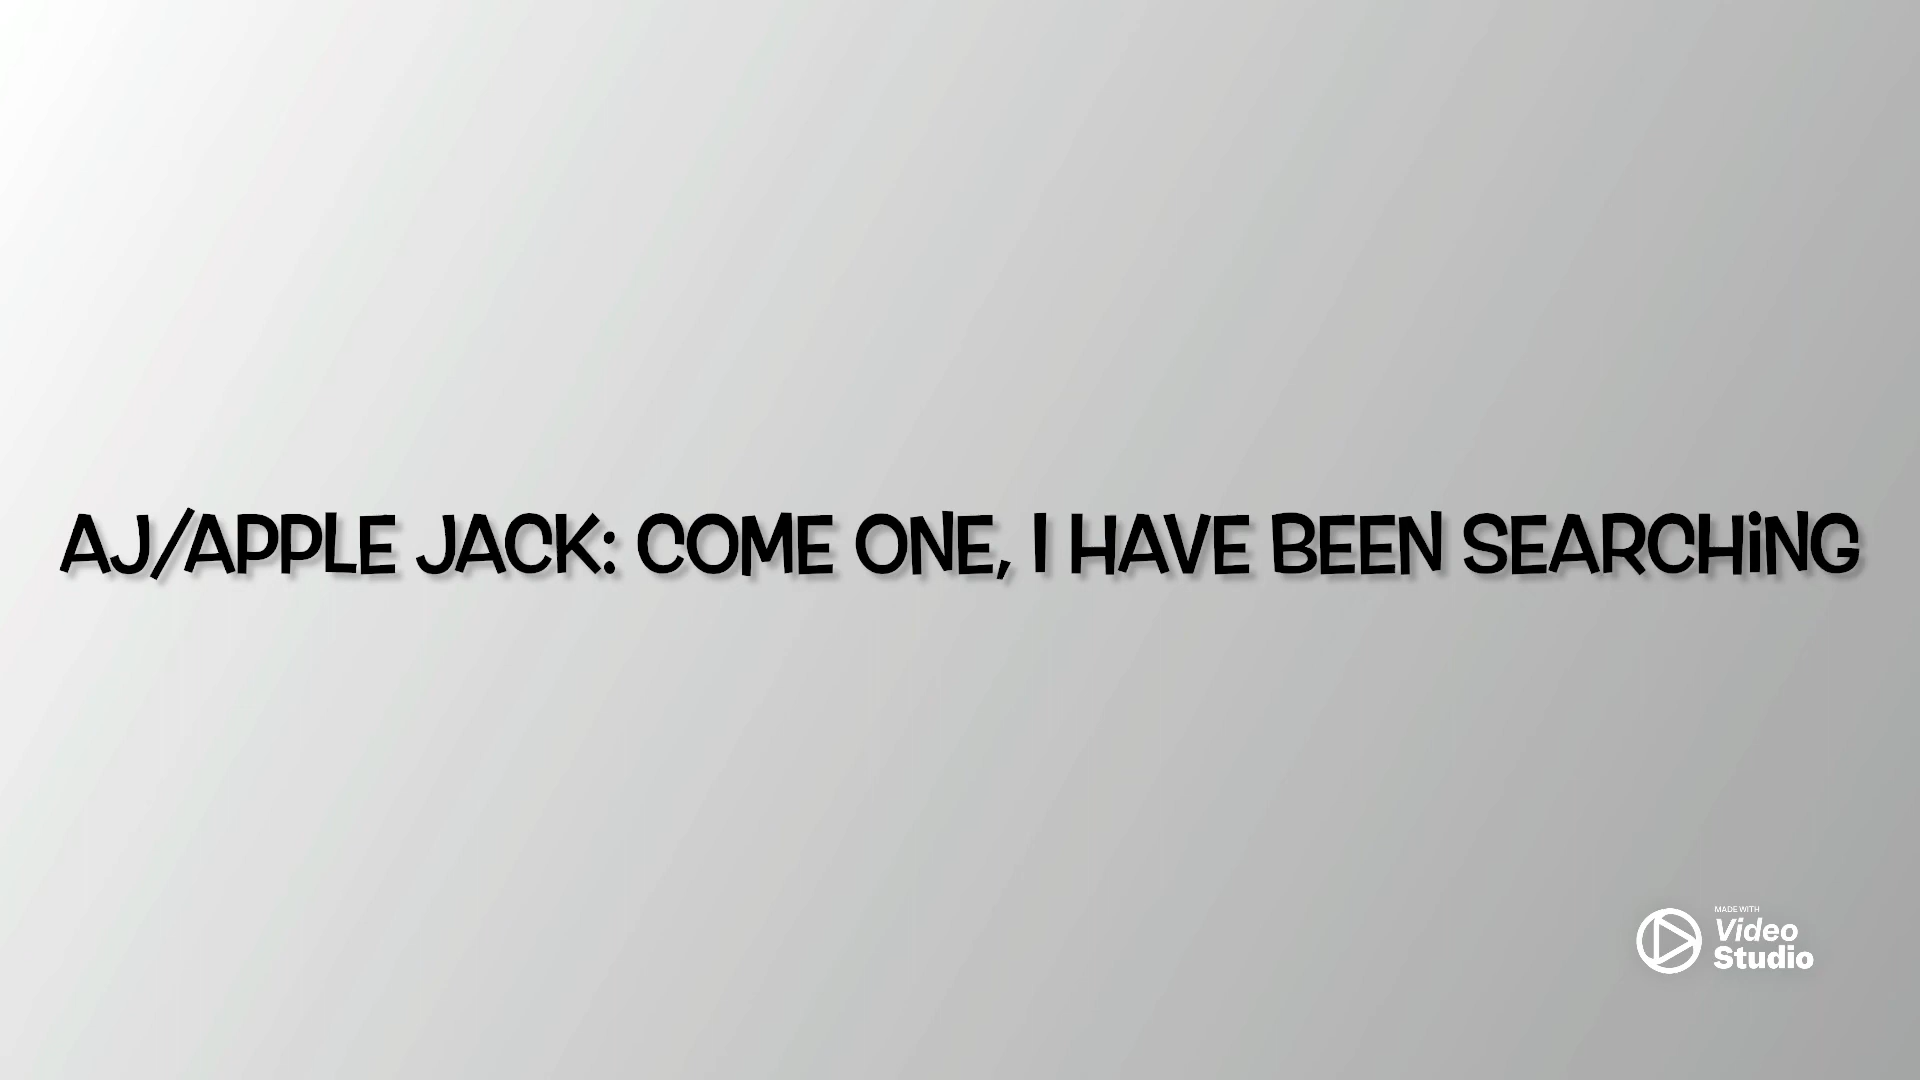 AJ/APPLE JACK: COME ONE, I HAVE BEEN SEARCHiNG
MADE WITH
Video
Studio